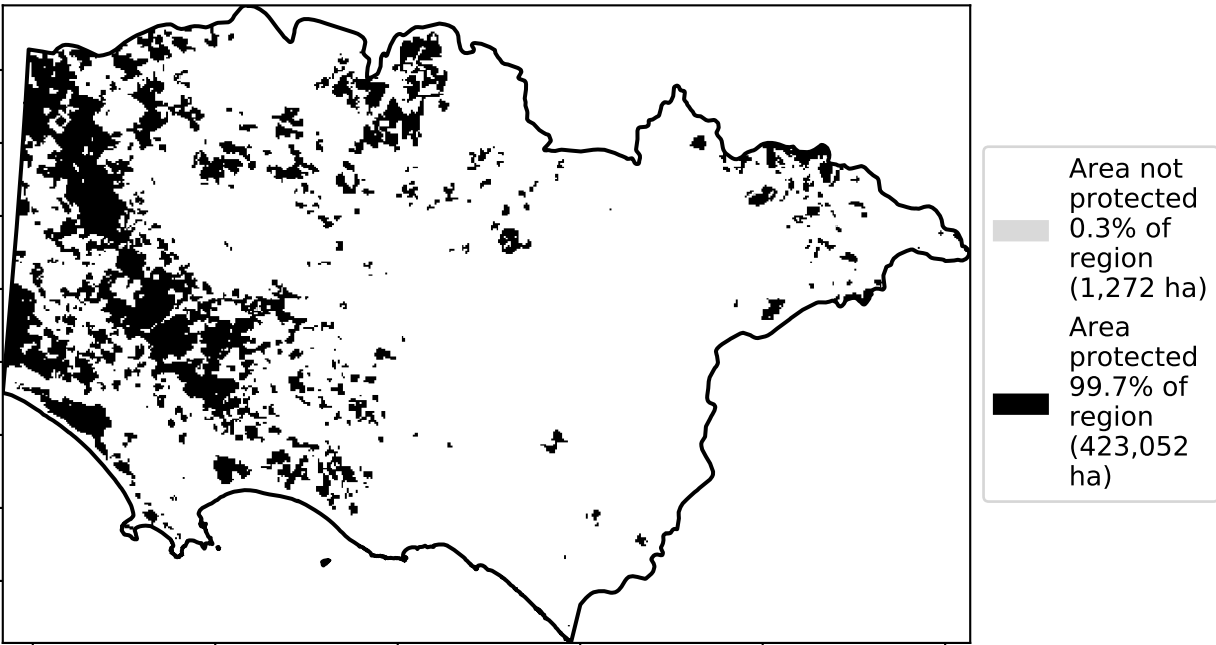 Area not
protected
0.3% of
region
(1,272 ha)
Area
protected
99.7% of
region
(423,052
ha)